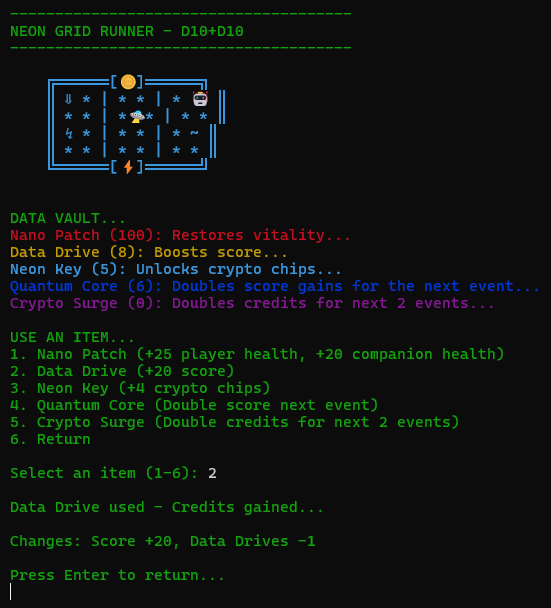 -------------------------------------
NEON GRID RUNNER - D10+D10
-------------------------------------
╔══════[🪙]══════╗
║ ⇓ * | * * | * 🤖 ║
║ * * | *🛸* | * * ║
║ ↯ * | * * | * ~ ║
║ * * | * * | * * ║
╚══════[⚡]══════╝
DATA VAULT...
Nano Patch (100): Restores vitality...
Data Drive (8): Boosts score...
Neon Key (5): Unlocks crypto chips...
Quantum Core (6): Doubles score gains for the next event...
Crypto Surge (0): Doubles credits for next 2 events...
USE AN ITEM...
1. Nano Patch (+25 player health, +20 companion health)
2. Data Drive (+20 score)
3. Neon Key (+4 crypto chips)
4. Quantum Core (Double score next event)
5. Crypto Surge (Double credits for next 2 events)
6. Return
Select an item (1-6): 2
Data Drive used - Credits gained...
Changes: Score +20, Data Drives -1
Press Enter to return...